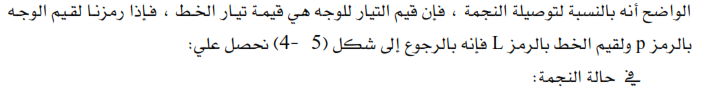 الواضح أنه بالنسبة لتوصيلة النجمة ، فإن قيم التيار للوجه هي قيمة تيار الخط ، فإذا رمزنا لقيم الوجه
بالرمز p ولقيم الخط بالرمز L فإنه بالرجوع إلى شكل (5 -4) نحصل علي:
في حالة النجمة: